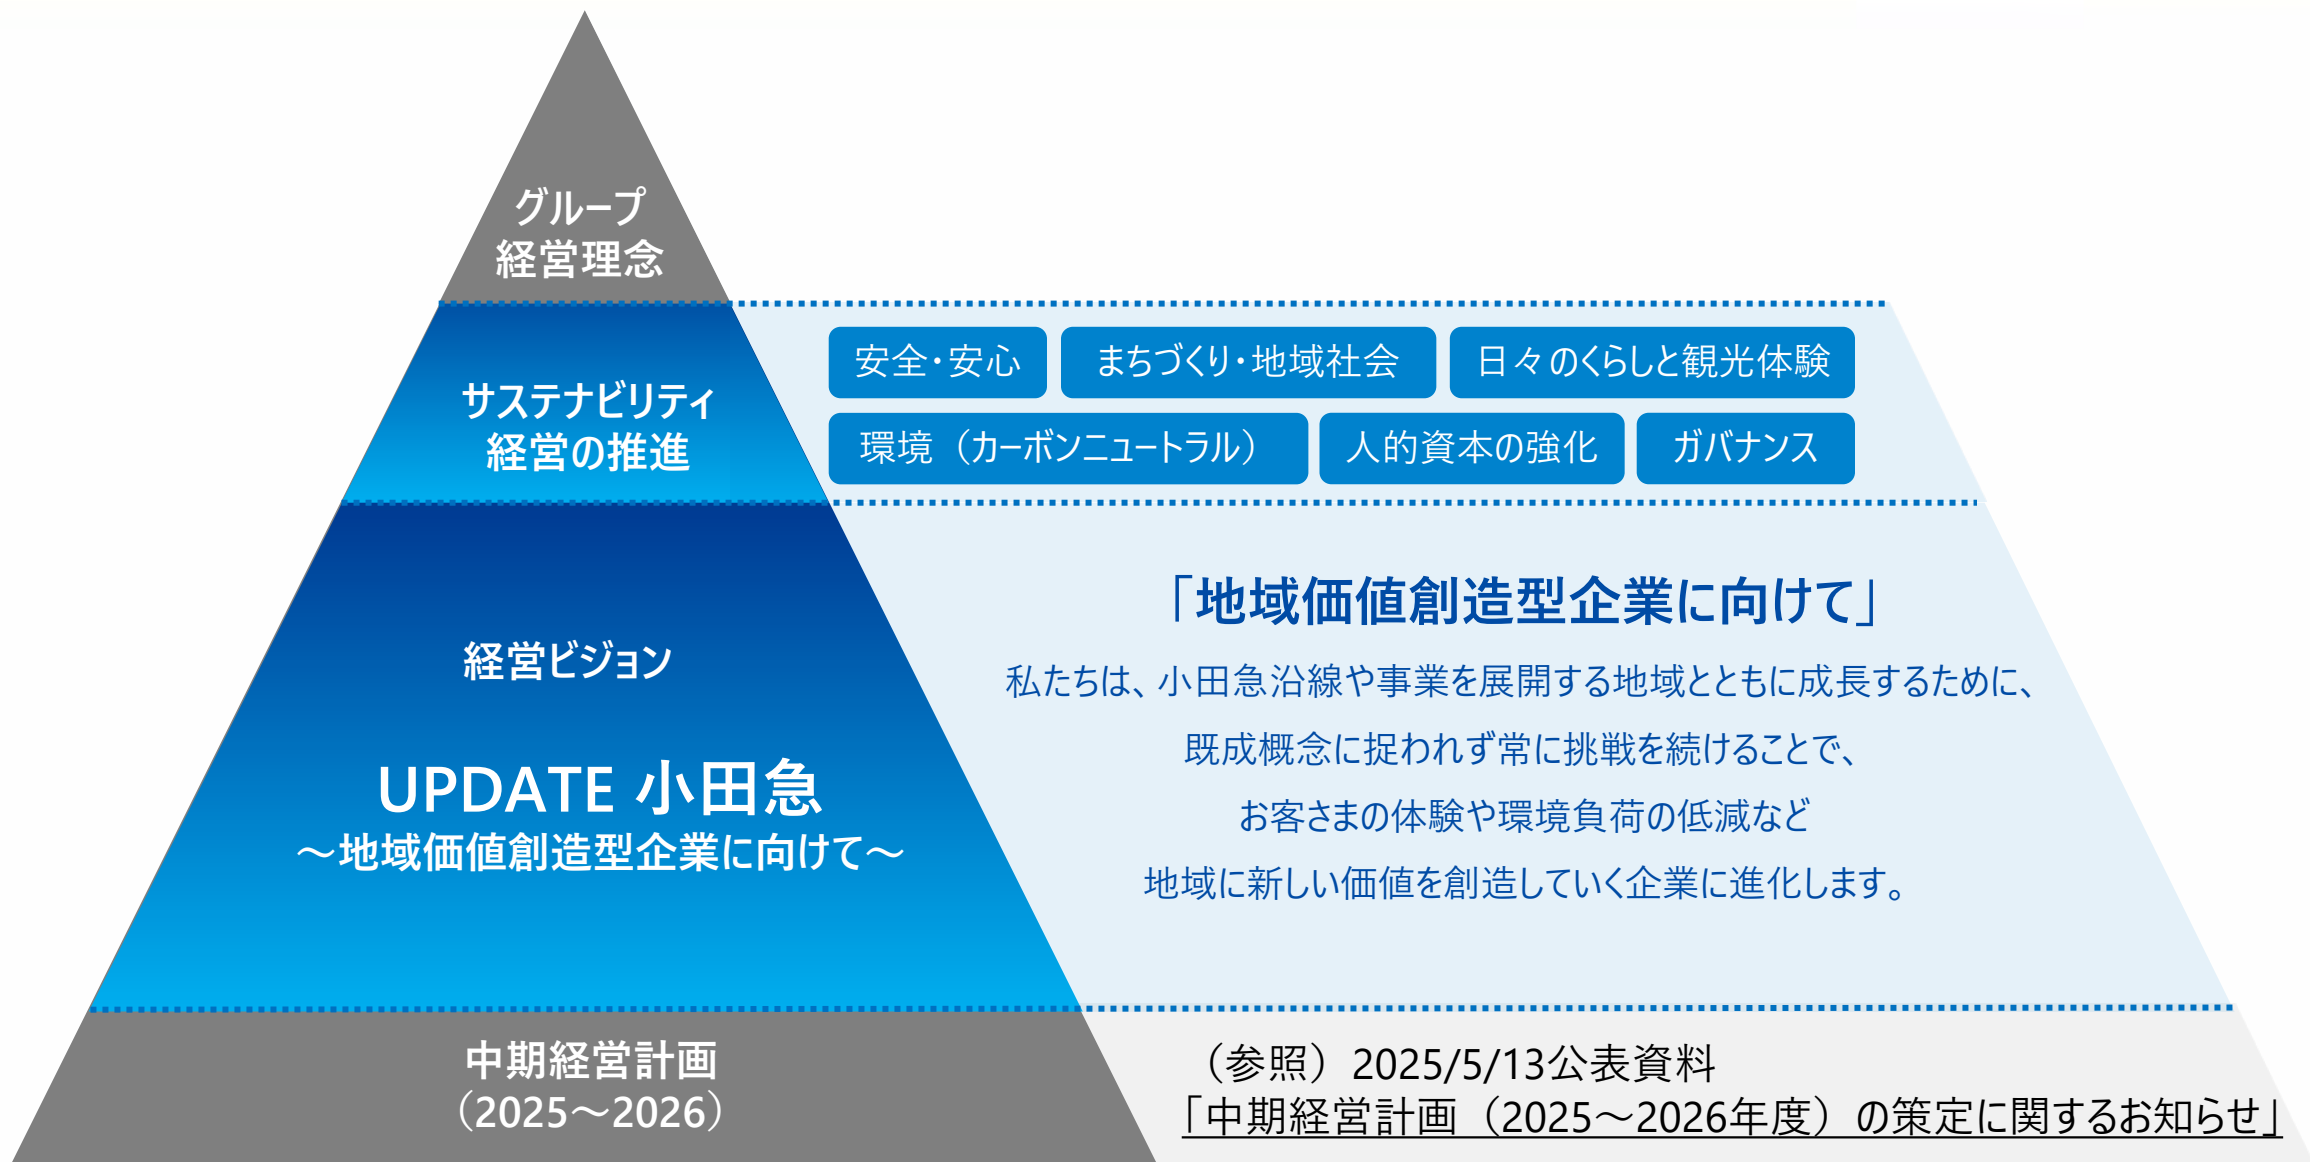 グループ
経営理念
サステナビリティ
経営の推進
安全・安心
まちづくり・地域社会
日々のくらしと観光体験
環境（カーボンニュートラル）
人的資本の強化
ガバナンス
経営ビジョン
UPDATE 小田急
～地域価値創造型企業に向けて～
「地域価値創造型企業に向けて」
私たちは、小田急沿線や事業を展開する地域とともに成長するために、
既成概念に捉われず常に挑戦を続けることで、
お客さまの体験や環境負荷の低減など
地域に新しい価値を創造していく企業に進化します。
中期経営計画
（2025～2026）
（参照）2025/5/13公表資料
「中期経営計画（2025～2026年度）の策定に関するお知らせ」